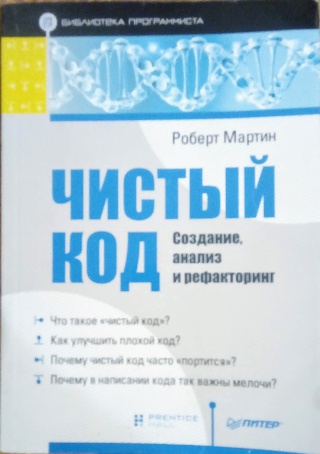 БИБЛИОТЕКА ПРОГРАММИСТА
Роберт Мартин
ЧИСТЫЙ
КОД
Создание,
анализ
и рефакторинг
Что такое «чистый код»?
Как улучшить плохой код?
Почему чистый код часто «портится»?
Почему в написании кода так важны мелочи?
PRENTICE
HALL
ПИТЕР